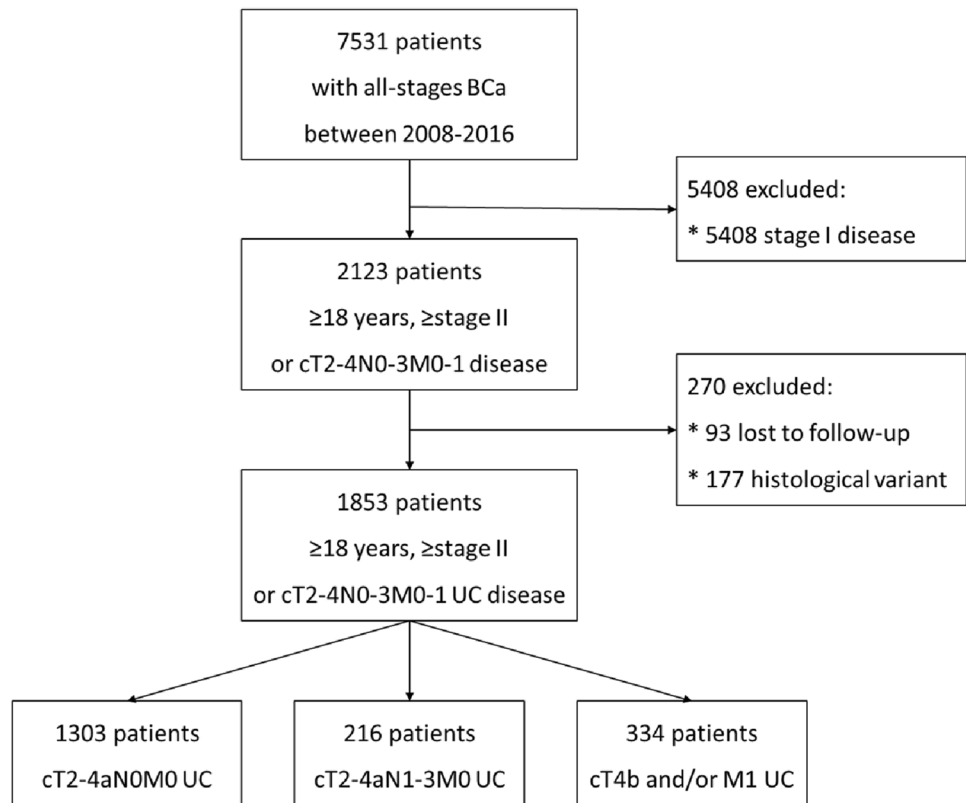 7531 patients
with all-stages BCa
between 2008-2016
5408 excluded:
* 5408 stage I disease
2123 patients
≥18 years, ≥stage II
or cT2-4N0-3M0-1 disease
270 excluded:
* 93 lost to follow-up
* 177 histological variant
1853 patients
≥18 years, ≥stage II
or cT2-4N0-3M0-1 UC disease
1303 patients
cT2-4aN0M0 UC
216 patients
cT2-4aN1-3M0 UC
334 patients
cT4b and/or M1 UC